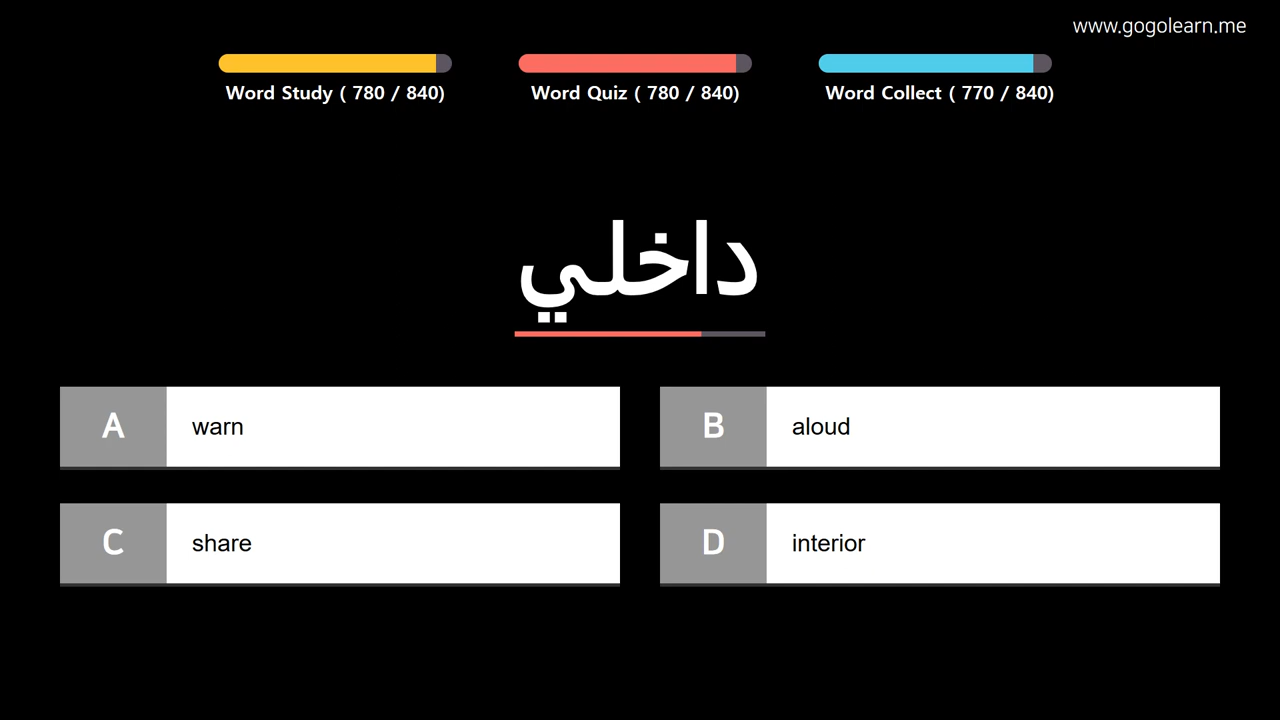 www.gogolearn.me
Word Study ( 780 / 840)
Word Quiz ( 780 / 840)
Word Collect ( 770 / 840)
داخلي
A warn
B aloud
C share
D interior